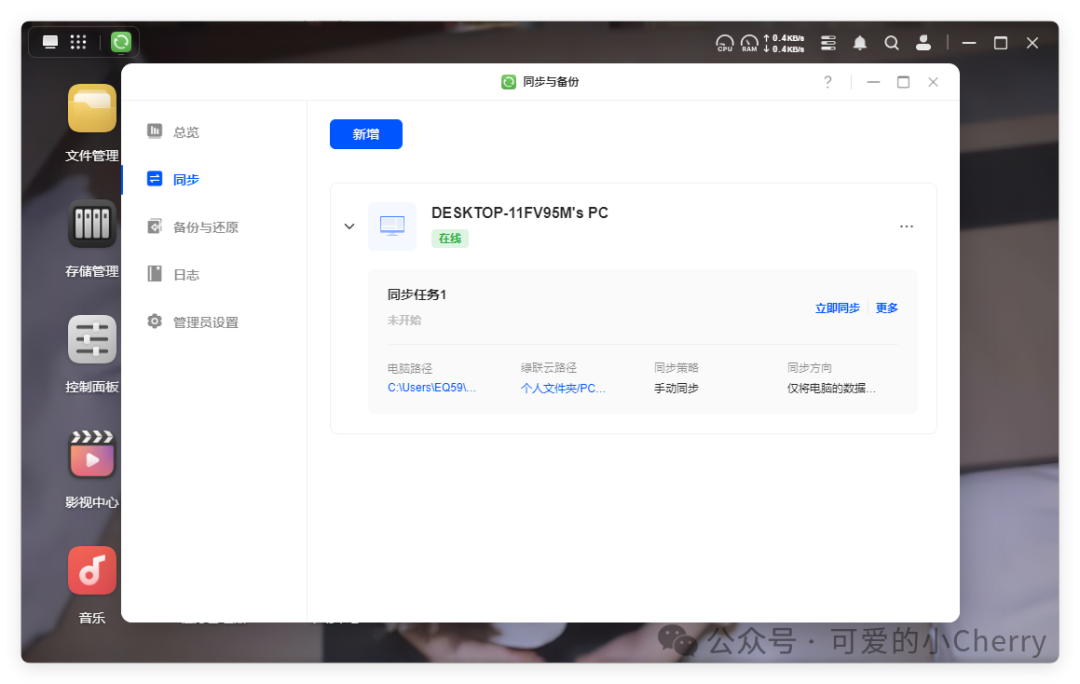 CPU RAM ↑ 0.4KB/s
↓ 0.4KB/s
同步与备份
文件管理
存储管理
控制面板
影视中心
音乐
总览
同步
备份与还原
日志
管理员设置
新增
DESKTOP-11FV95M's PC
在线
同步任务1
未开始
立即同步 更多
电脑路径 绿联云路径 同步策略 同步方向
C:\Users\EQ59\... 个人文件夹/PC... 手动同步 仅将电脑的数据...
公众号 · 可爱的小Cherry